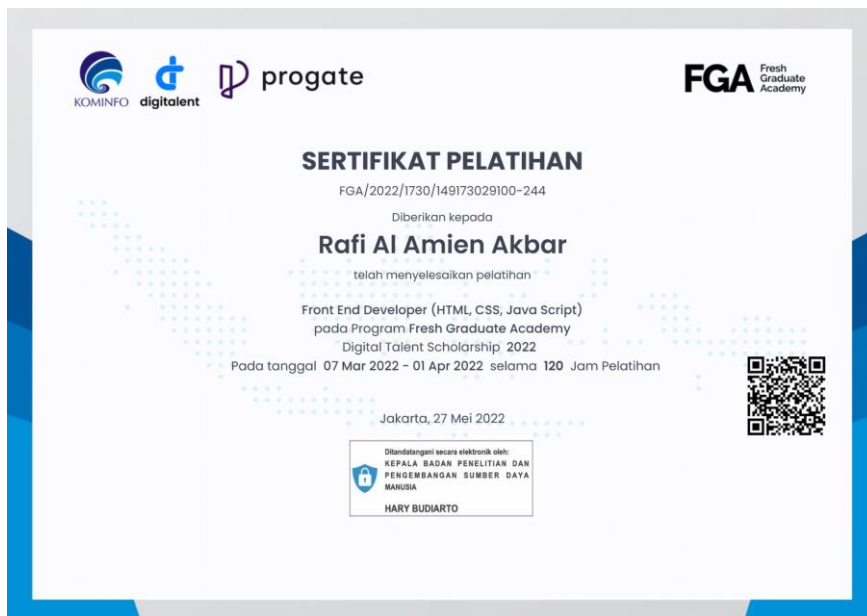 KOMINFO
digitalent
progate
FGA Fresh
Graduate
Academy
SERTIFIKAT PELATIHAN
FGA/2022/1730/149173029100-244
Diberikan kepada
Rafi Al Amien Akbar
telah menyelesaikan pelatihan
Front End Developer (HTML, CSS, Java Script)
pada Program Fresh Graduate Academy
Digital Talent Scholarship 2022
Pada tanggal 07 Mar 2022 - 01 Apr 2022 selama 120 Jam Pelatihan
Jakarta, 27 Mei 2022
Ditandatangani secara elektronik oleh:
KEPALA BADAN PENELITIAN DAN
PENGEMBANGAN SUMBER DAYA
MANUSIA
HARY BUDIARTO